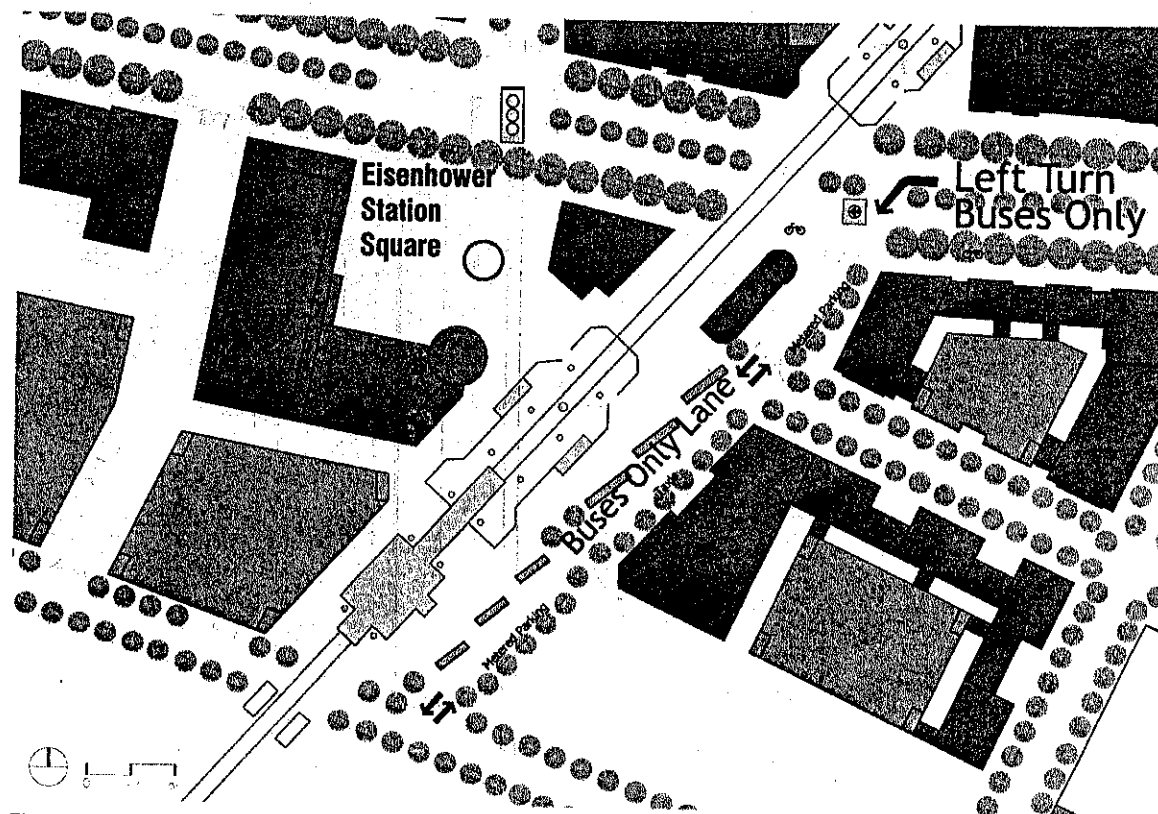 Eisenhower
Station
Square
Left Turn
Buses Only
Metered Parking
Buses Only Lane
Metered Parking